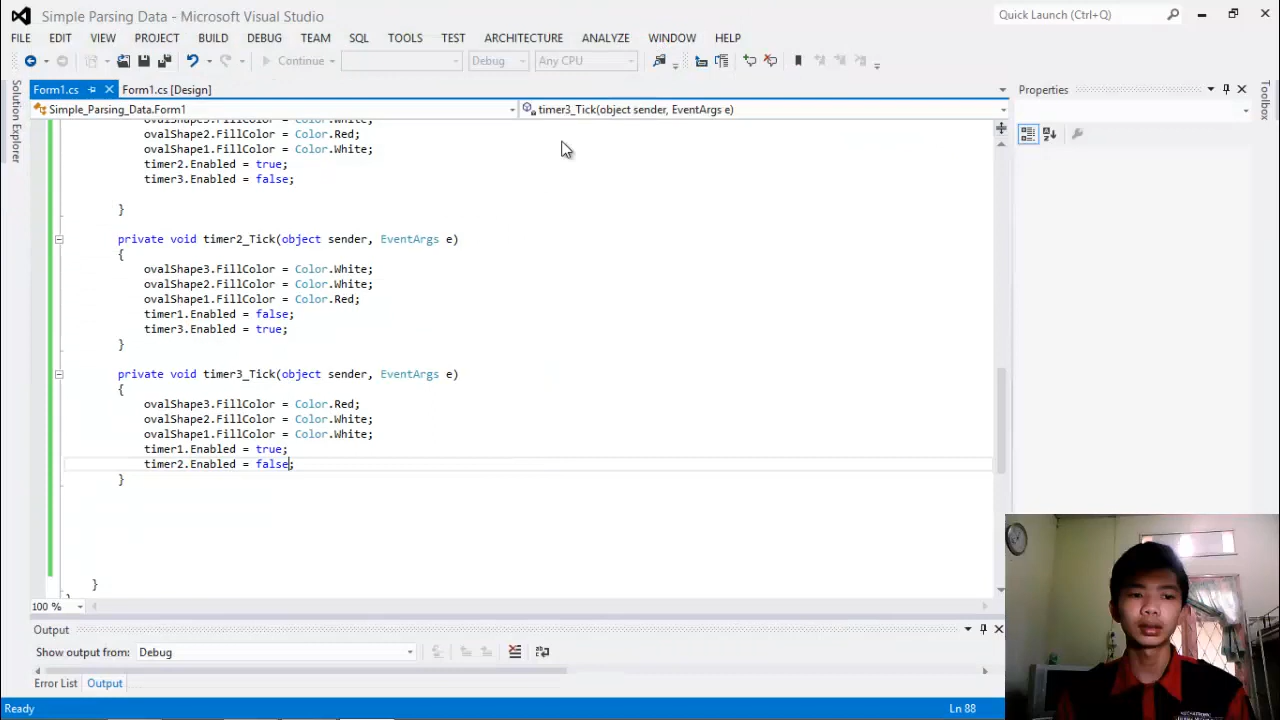 Simple Parsing Data - Microsoft Visual Studio
Quick Launch (Ctrl+Q)
FILE EDIT VIEW PROJECT BUILD DEBUG TEAM SQL TOOLS TEST ARCHITECTURE ANALYZE WINDOW HELP
Continue Debug Any CPU
Solution Explorer
Form1.cs Form1.cs [Design]
Properties
Toolbox
Simple_Parsing_Data.Form1 timer3_Tick(object sender, EventArgs e)
ovalShape3.FillColor = Color.White;
ovalShape2.FillColor = Color.Red;
ovalShape1.FillColor = Color.White;
timer2.Enabled = true;
timer3.Enabled = false;
}
private void timer2_Tick(object sender, EventArgs e)
{
ovalShape3.FillColor = Color.White;
ovalShape2.FillColor = Color.White;
ovalShape1.FillColor = Color.Red;
timer1.Enabled = false;
timer3.Enabled = true;
}
private void timer3_Tick(object sender, EventArgs e)
{
ovalShape3.FillColor = Color.Red;
ovalShape2.FillColor = Color.White;
ovalShape1.FillColor = Color.White;
timer1.Enabled = true;
timer2.Enabled = false;
}
}
100 %
Output
Show output from: Debug
Error List Output
Ready Ln 88